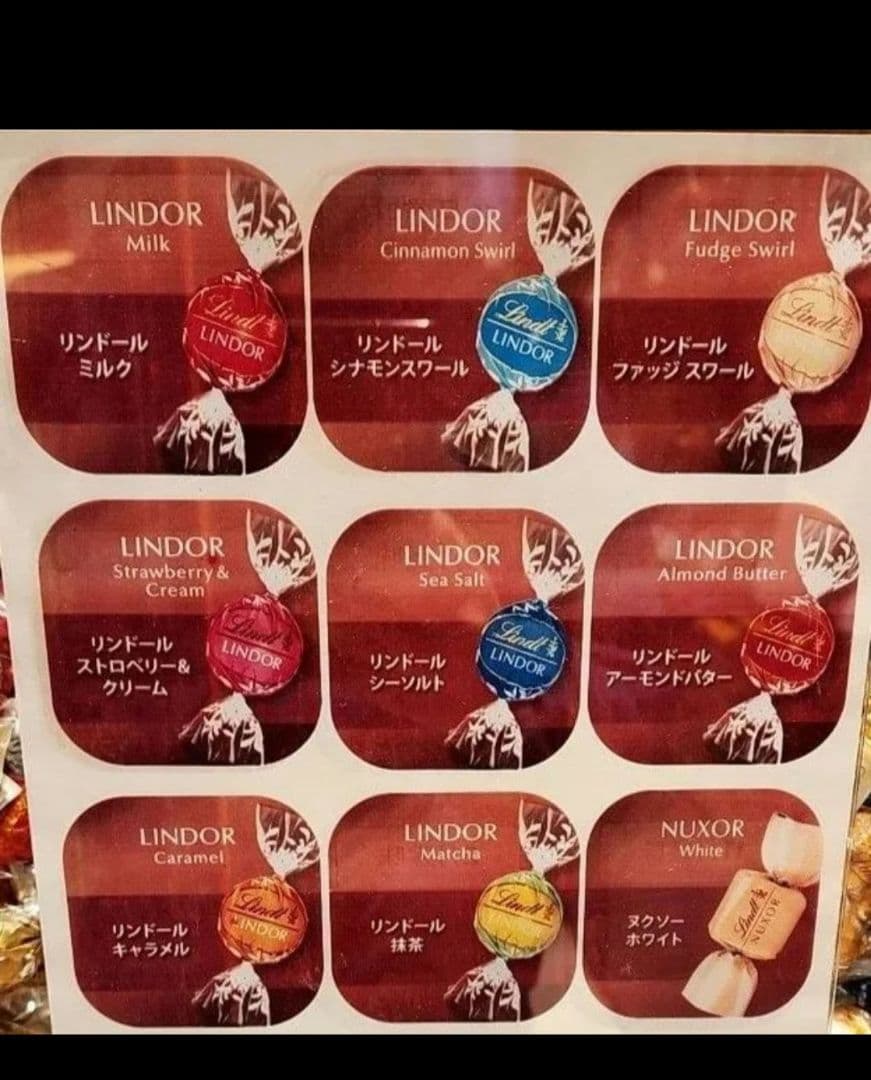 LINDOR
Milk
リンドール
ミルク
Lindt
LINDOR
LINDOR
Cinnamon Swirl
リンドール
シナモンスワール
Lindt
LINDOR
LINDOR
Fudge Swirl
リンドール
ファッジ スワール
Lindt
LINDOR
Strawberry &
Cream
リンドール
ストロベリー&
クリーム
Lindt
LINDOR
LINDOR
Sea Salt
リンドール
シーソルト
Lindt
LINDOR
LINDOR
Almond Butter
リンドール
アーモンドバター
Lindt
LINDOR
LINDOR
Caramel
リンドール
キャラメル
Lindt
LINDOR
LINDOR
Matcha
リンドール
抹茶
Lindt
NUXOR
White
ヌクソー
ホワイト
Lindt
NUXOR